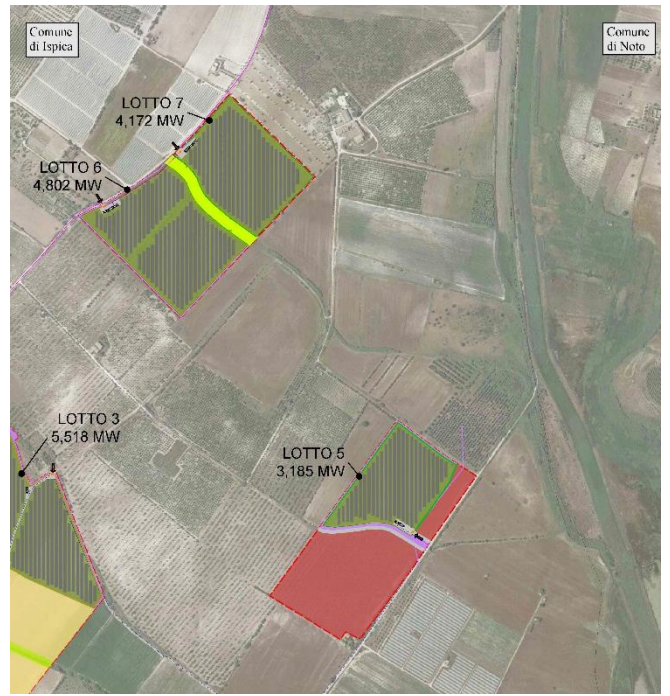 Comune
di Ispica
Comune
di Noto
LOTTO 7
4,172 MW
LOTTO 6
4,802 MW
LOTTO 3
5,518 MW
LOTTO 5
3,185 MW